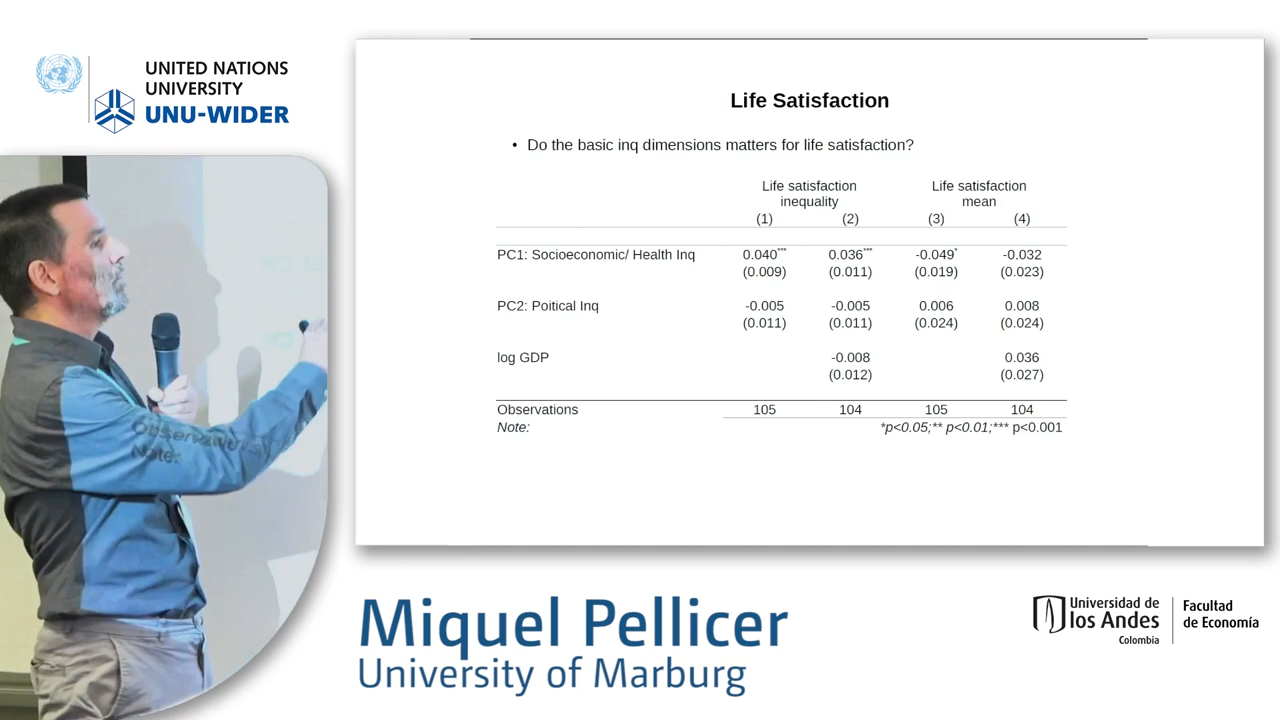 UNITED NATIONS
UNIVERSITY
UNU-WIDER
Life Satisfaction
• Do the basic inq dimensions matters for life satisfaction?
Life satisfaction Life satisfaction
inequality mean
(1) (2) (3) (4)
PC1: Socioeconomic/ Health Inq 0.040*** 0.036*** -0.049* -0.032
(0.009) (0.011) (0.019) (0.023)
PC2: Poitical Inq -0.005 -0.005 0.006 0.008
(0.011) (0.011) (0.024) (0.024)
log GDP -0.008 0.036
(0.012) (0.027)
Observations 105 104 105 104
Note: *p<0.05;** p<0.01;*** p<0.001
Observations
Note:
Miquel Pellicer
University of Marburg
Universidad de
los Andes
Colombia
Facultad
de Economía